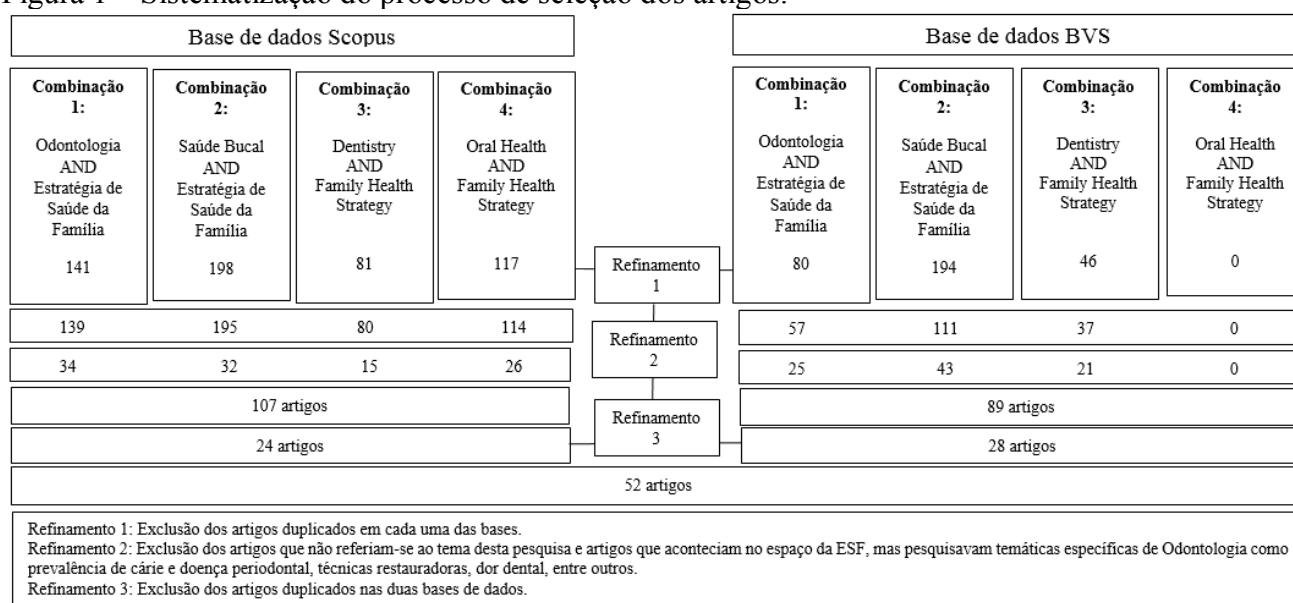 Figura 1 – Sistematização do processo de seleção dos artigos.
Base de dados Scopus
Combinação
1:
Odontologia
AND
Estratégia de
Saúde da
Família
141
Combinação
2:
Saúde Bucal
AND
Estratégia de
Saúde da
Família
198
Combinação
3:
Dentistry
AND
Family Health
Strategy
81
Combinação
4:
Oral Health
AND
Family Health
Strategy
117
Refinamento
1
Base de dados BVS
Combinação
1:
Odontologia
AND
Estratégia de
Saúde da
Família
80
Combinação
2:
Saúde Bucal
AND
Estratégia de
Saúde da
Família
194
Combinação
3:
Dentistry
AND
Family Health
Strategy
46
Combinação
4:
Oral Health
AND
Family Health
Strategy
0
139 195 80 114
Refinamento
2
57 111 37 0
34 32 15 26
25 43 21 0
107 artigos
Refinamento
3
89 artigos
24 artigos
28 artigos
52 artigos
Refinamento 1: Exclusão dos artigos duplicados em cada uma das bases.
Refinamento 2: Exclusão dos artigos que não referiam-se ao tema desta pesquisa e artigos que aconteciam no espaço da ESF, mas pesquisavam temáticas específicas de Odontologia como
prevalência de cárie e doença periodontal, técnicas restauradoras, dor dental, entre outros.
Refinamento 3: Exclusão dos artigos duplicados nas duas bases de dados.